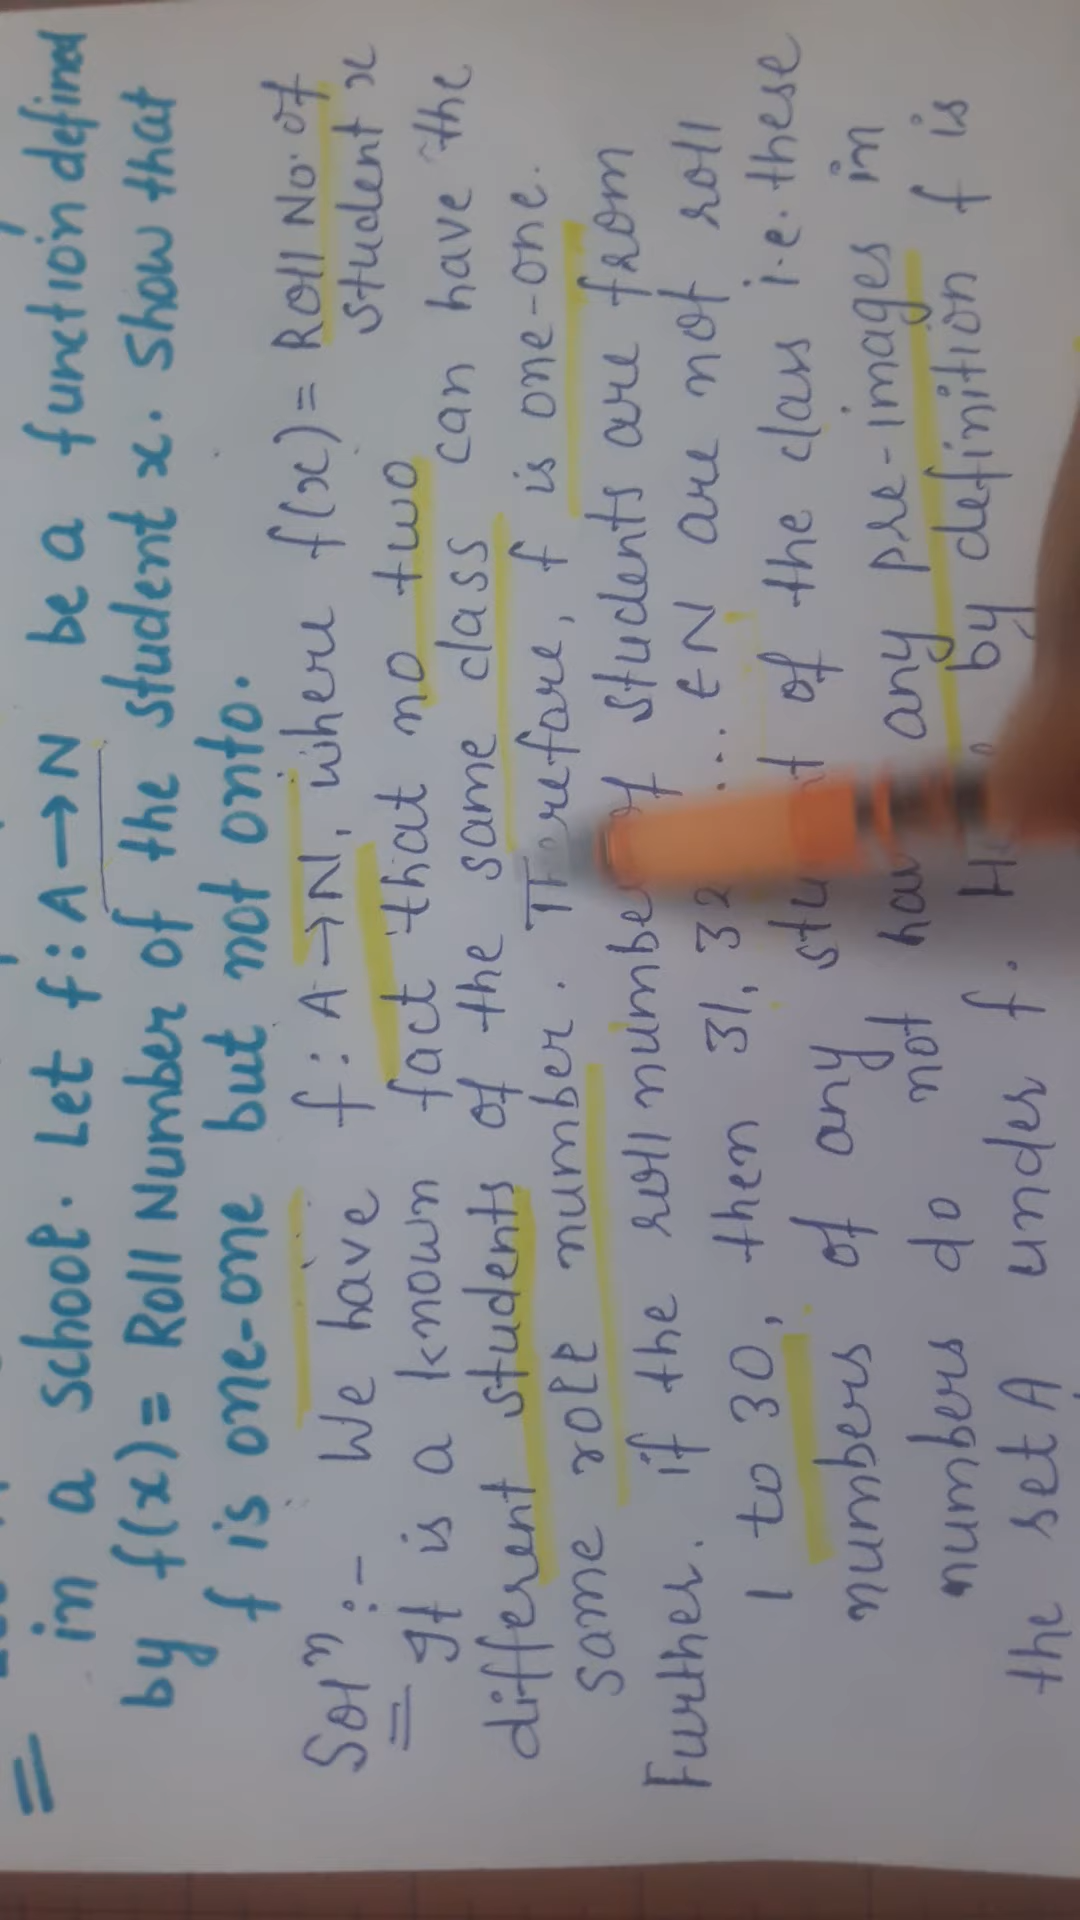 in a school. Let f : A → N be a function defined
by f(x) = Roll Number of the student x. Show that
f is one-one but not onto.
Solⁿ :- We have f : A → N, where f(x) = Roll No. of
student x
It is a known fact that no two
different students of the same class can have the
same roll number. Therefore, f is one-one.
Further. if the roll number of students are from
1 to 30, then 31, 32 ... ∈ N are not roll
numbers of any of the class i.e. these
numbers do not any pre-images in
the set A under f. by definition f is